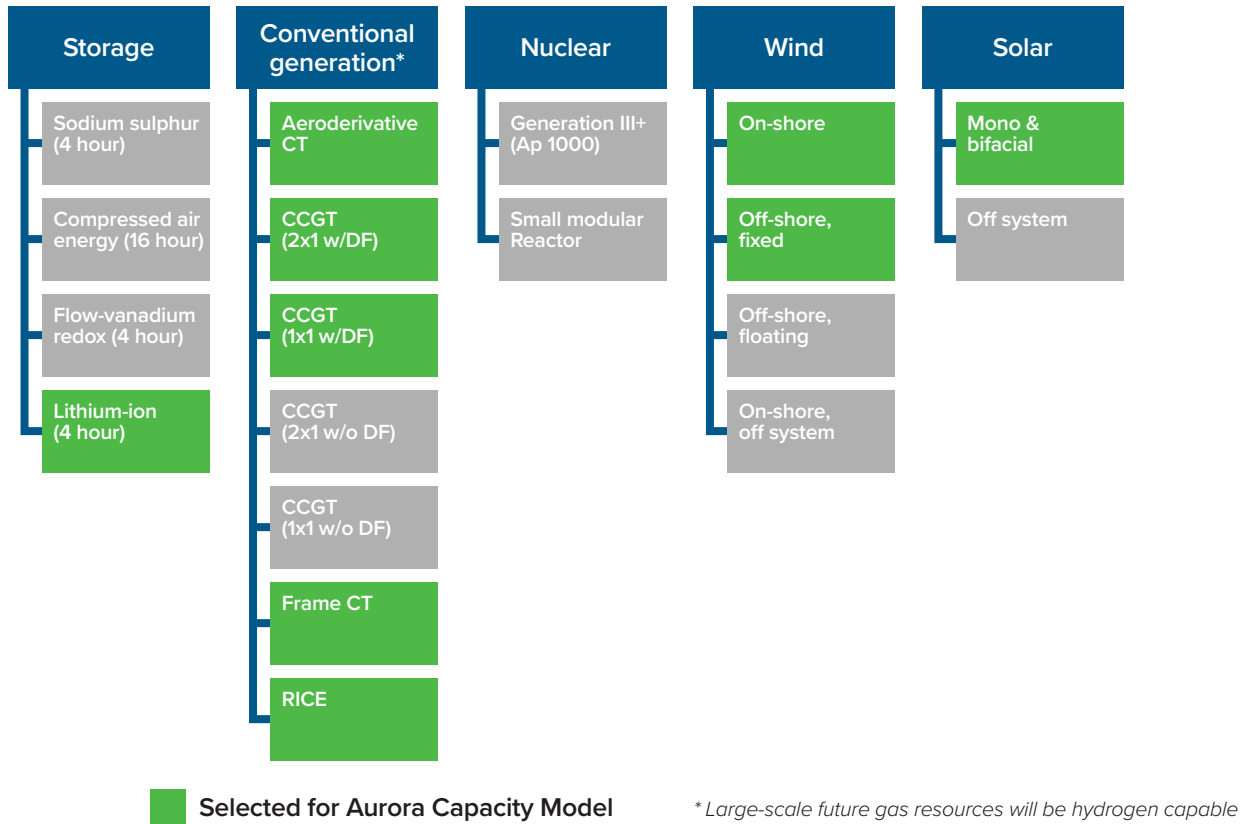 Storage
Sodium sulphur
(4 hour)
Compressed air
energy (16 hour)
Flow-vanadium
redox (4 hour)
Lithium-ion
(4 hour)
Conventional
generation*
Aeroderivative
CT
CCGT
(2x1 w/DF)
CCGT
(1x1 w/DF)
CCGT
(2x1 w/o DF)
CCGT
(1x1 w/o DF)
Frame CT
RICE
Nuclear
Generation III+
(Ap 1000)
Small modular
Reactor
Wind
On-shore
Off-shore,
fixed
Off-shore,
floating
On-shore,
off system
Solar
Mono &
bifacial
Off system
Selected for Aurora Capacity Model
* Large-scale future gas resources will be hydrogen capable